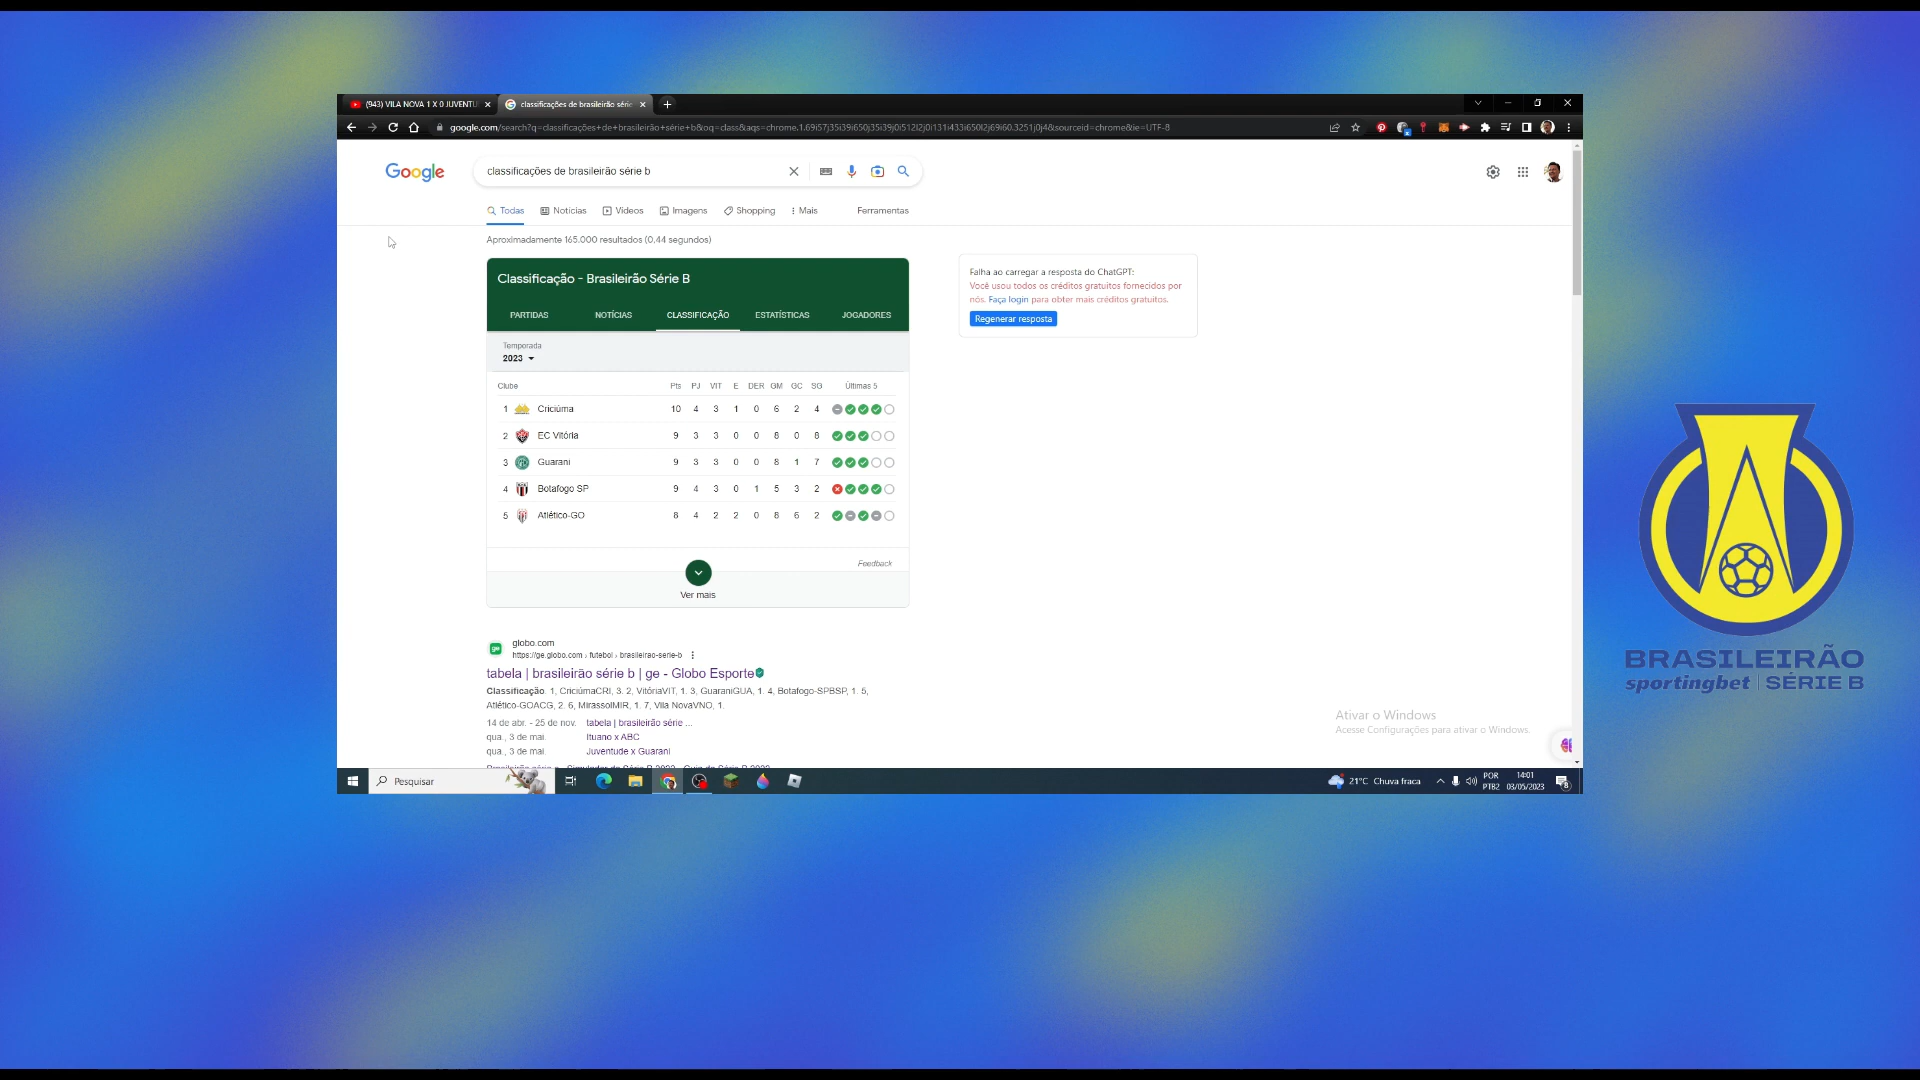 (943) VILA NOVA 1 X 0 JUVENTU
classificações de brasileirão série
google.com/search?q=classificações+de+brasileirão+série+b&oq=class&aqs=chrome.1.69i57j35i39i650j35i39j0i512l2j0i131i433i650l2j69i60.3251j0j4&sourceid=chrome&ie=UTF-8
Google
classificações de brasileirão série b
Todas Notícias Vídeos Imagens Shopping Mais Ferramentas
Aproximadamente 165.000 resultados (0,44 segundos)
Classificação - Brasileirão Série B
PARTIDAS NOTÍCIAS CLASSIFICAÇÃO ESTATÍSTICAS JOGADORES
Temporada
2023
Clube Pts PJ VIT E DER GM GC SG Últimas 5
1 Criciúma 10 4 3 1 0 6 2 4
2 EC Vitória 9 3 3 0 0 8 0 8
3 Guarani 9 3 3 0 0 8 1 7
4 Botafogo SP 9 4 3 0 1 5 3 2
5 Atlético-GO 8 4 2 2 0 8 6 2
Feedback
Ver mais
Falha ao carregar a resposta do ChatGPT:
Você usou todos os créditos gratuitos fornecidos por
nós. Faça login para obter mais créditos gratuitos.
Regenerar resposta
ge
globo.com
https://ge.globo.com › futebol › brasileirao-serie-b
tabela | brasileirão série b | ge - Globo Esporte
Classificação. 1, CriciúmaCRI, 3. 2, VitóriaVIT, 1. 3, GuaraniGUA, 1. 4, Botafogo-SPBSP, 1. 5,
Atlético-GOACG, 2. 6, MirassolMIR, 1. 7, Vila NovaVNO, 1.
14 de abr. - 25 de nov. tabela | brasileirão série ...
qua., 3 de mai. Ituano x ABC
qua., 3 de mai. Juventude x Guarani
Ativar o Windows
Acesse Configurações para ativar o Windows.
Pesquisar
21°C Chuva fraca
POR
PTB2
14:01
03/05/2023
8
BRASILEIRÃO
sportingbet | SÉRIE B